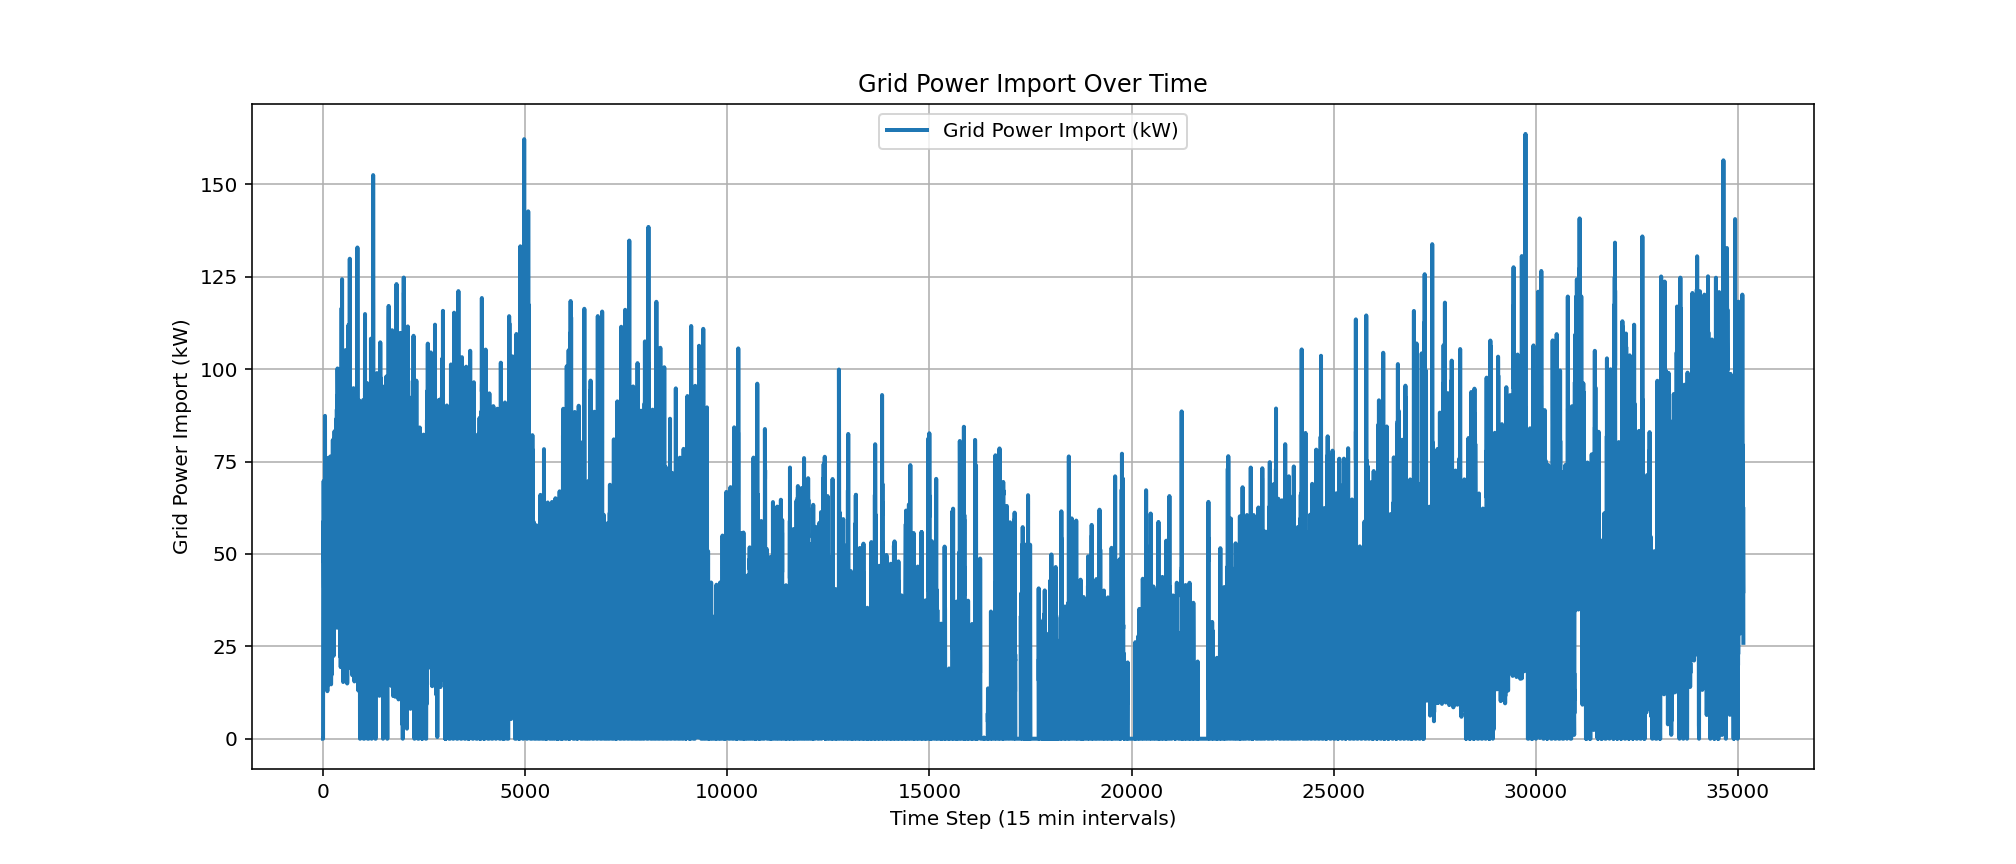 Grid Power Import Over Time
Grid Power Import (kW)
Grid Power Import (kW)
150
125
100
75
50
25
0
0 5000 10000 15000 20000 25000 30000 35000
Time Step (15 min intervals)